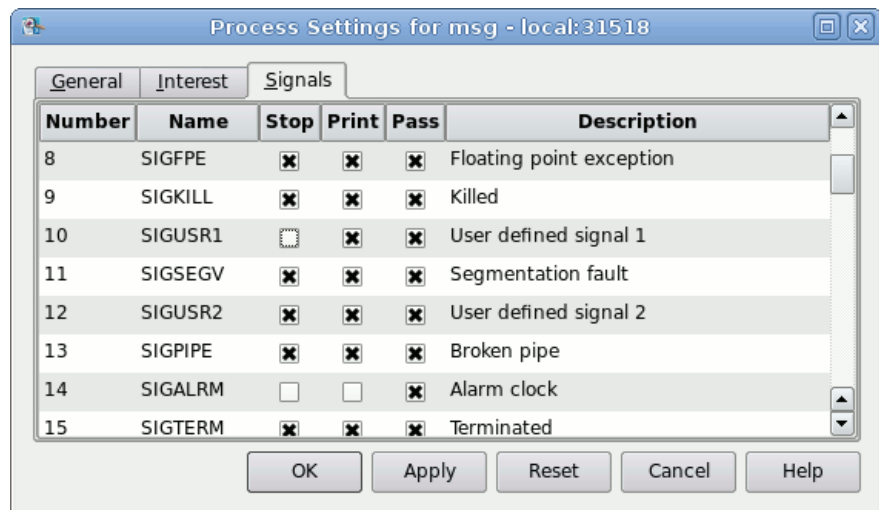 Process Settings for msg - local:31518
General Interest Signals
Number Name Stop Print Pass Description
8 SIGFPE Floating point exception
9 SIGKILL Killed
10 SIGUSR1 User defined signal 1
11 SIGSEGV Segmentation fault
12 SIGUSR2 User defined signal 2
13 SIGPIPE Broken pipe
14 SIGALRM Alarm clock
15 SIGTERM Terminated
OK Apply Reset Cancel Help